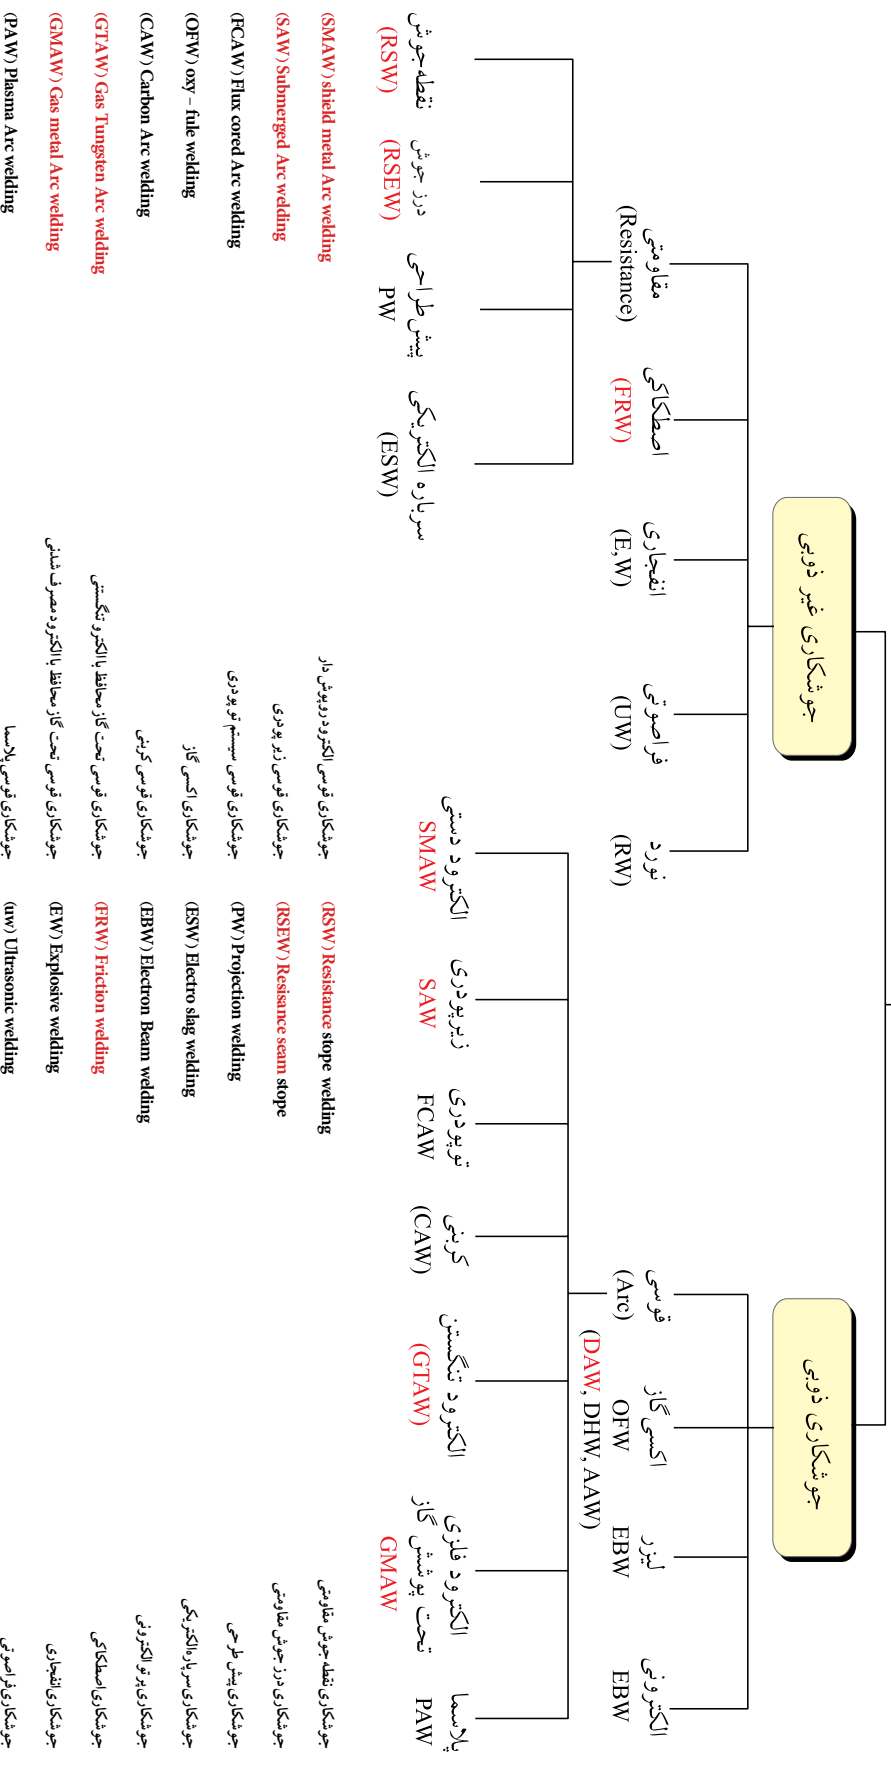 جوشکاری غیر ذوبی
جوشکاری ذوبی
مقاومتی
(Resistance)
اصطکاکی
(FRW)
انفجاری
(E,W)
فراصوتی
(UW)
نورد
(RW)
قوسی
(Arc)
اکسی گاز
OFW
(DAW, DHW, AAW)
لیزر
EBW
الکترونی
EBW
نقطه جوش
(RSW)
درز جوش
(RSEW)
پیش طراحی
PW
سرباره الکتریکی
(ESW)
الکترود دستی
SMAW
زیرپودری
SAW
توپودری
FCAW
کربنی
(CAW)
الکترود تنگستن
(GTAW)
الکترود فلزی
تحت پوشش گاز
GMAW
پلاسما
PAW
(SMAW) shield metal Arc welding جوشکاری قوسی الکترود روپوش دار (RSW) Resistance stope welding جوشکاری نقطه جوش مقاومتی
(SAW) Submerged Arc welding جوشکاری قوسی زیر پودری (RSEW) Resisance seam stope جوشکاری درز جوش مقاومتی
(FCAW) Flux cored Arc welding جوشکاری قوسی سیستم تو پودری (PW) Projection welding جوشکاری پیش طرحی
(OFW) oxy – fule welding جوشکاری اکسی گاز (ESW) Electro slag welding جوشکاری سرباره الکتریکی
(CAW) Carbon Arc welding جوشکاری قوسی کربنی (EBW) Electron Beam welding جوشکاری پرتو الکترونی
(GTAW) Gas Tungsten Arc welding جوشکاری قوسی تحت گاز محافظ با الکترو تنگستنی (FRW) Friction welding جوشکاری اصطکاکی
(GMAW) Gas metal Arc welding جوشکاری قوسی تحت گاز محافظ با الکترود مصرف شدنی (EW) Explosive welding جوشکاری انفجاری
(PAW) Plasma Arc welding جوشکاری قوسی پلاسما (uw) Ultrasonic welding جوشکاری فراصوتی